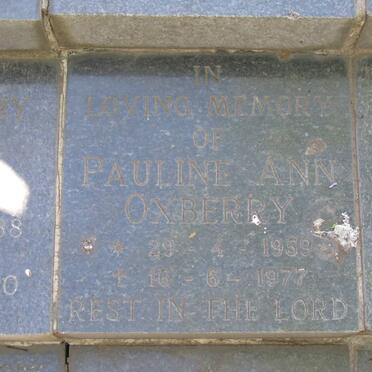 IN
LOVING MEMORY
OF
PAULINE ANN
OXBERRY
* 29 - 4 - 1959
† 16 - 6 - 1977
REST IN THE LORD